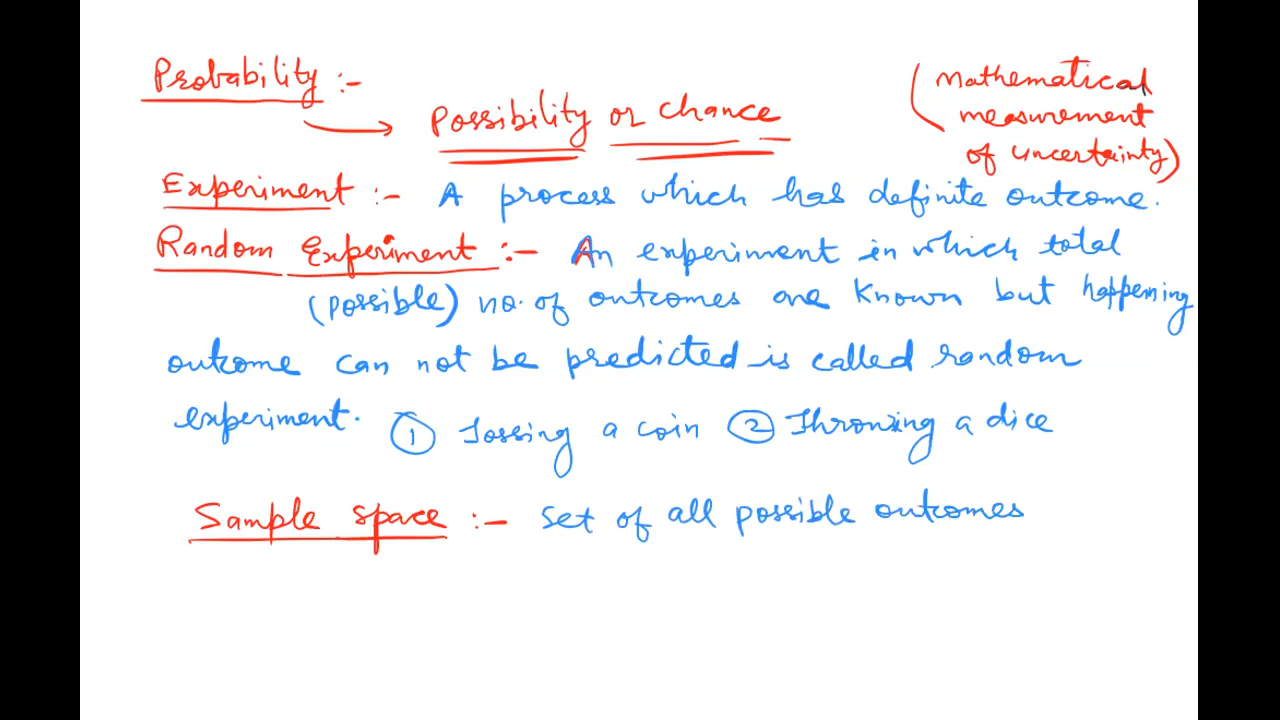 Probability :-
Possibility or chance
(Mathematical
measurement
of uncertainty)
Experiment :- A process which has definite outcome.
Random Experiment :- An experiment in which total
(possible) no. of outcomes are known but happening
outcome can not be predicted is called random
experiment. ① Tossing a coin ② Throwing a dice
Sample space :- set of all possible outcomes